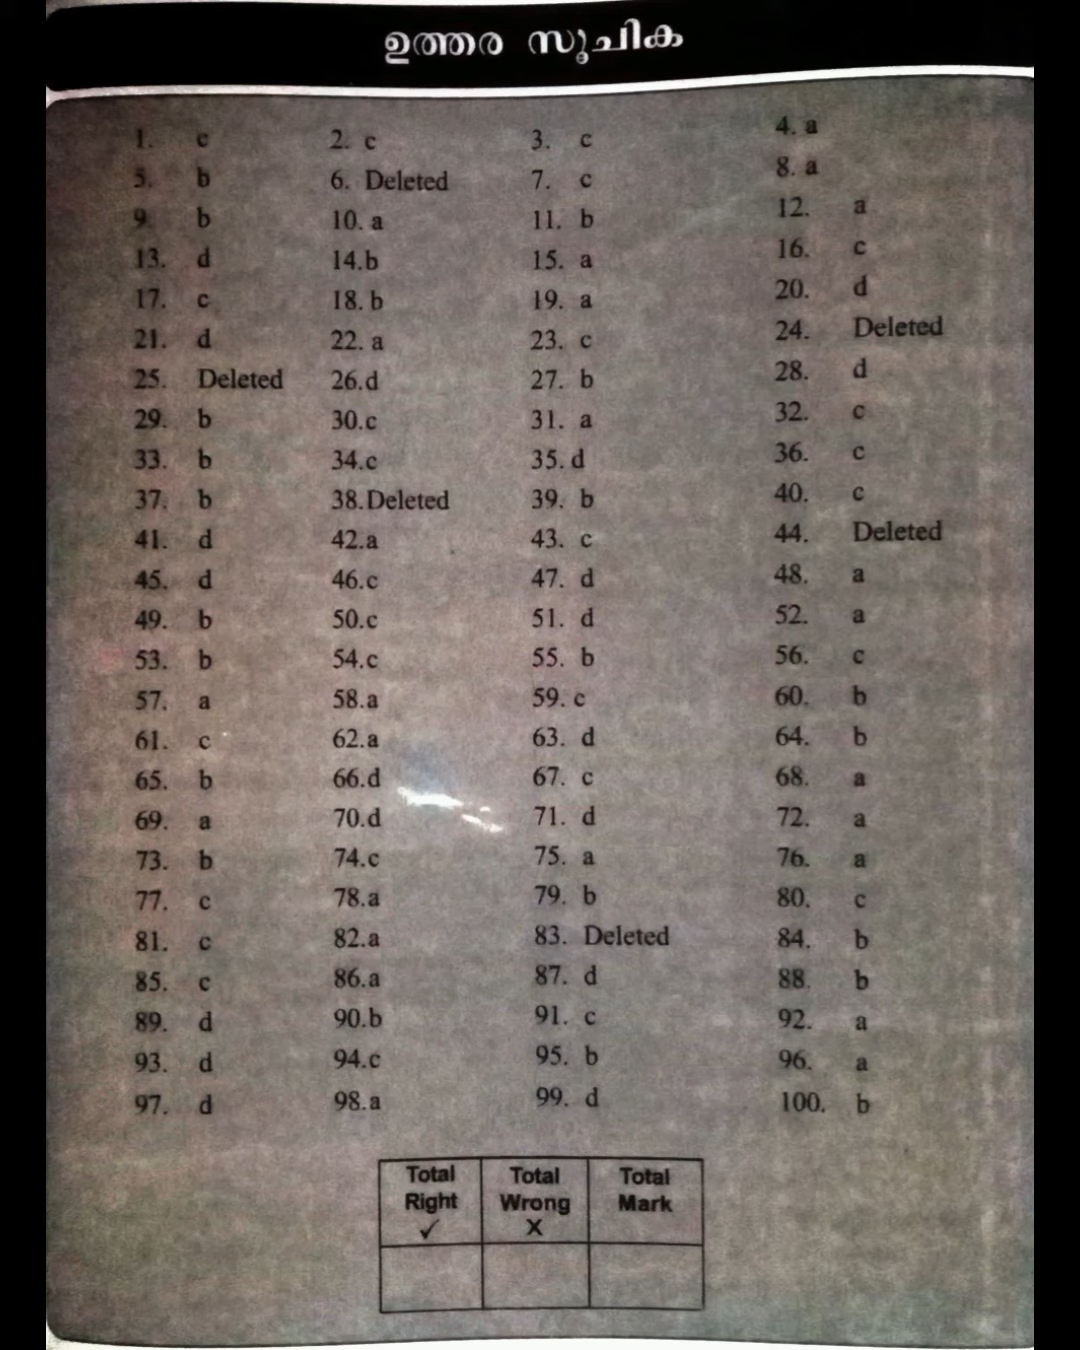 ഉത്തര സൂചിക
1. c 2. c 3. c 4. a
5. b 6. Deleted 7. c 8. a
9 b 10. a 11. b 12. a
13. d 14.b 15. a 16. c
17. c 18. b 19. a 20. d
21. d 22. a 23. c 24. Deleted
25. Deleted 26.d 27. b 28. d
29. b 30.c 31. a 32. c
33. b 34.c 35. d 36. c
37. b 38.Deleted 39. b 40. c
41. d 42.a 43. c 44. Deleted
45. d 46.c 47. d 48. a
49. b 50.c 51. d 52. a
53. b 54.c 55. b 56. c
57. a 58.a 59. c 60. b
61. c 62.a 63. d 64. b
65. b 66.d 67. c 68. a
69. a 70.d 71. d 72. a
73. b 74.c 75. a 76. a
77. c 78.a 79. b 80. c
81. c 82.a 83. Deleted 84. b
85. c 86.a 87. d 88. b
89. d 90.b 91. c 92. a
93. d 94.c 95. b 96. a
97. d 98.a 99. d 100. b
Total Total Total
Right Wrong Mark
✓ X